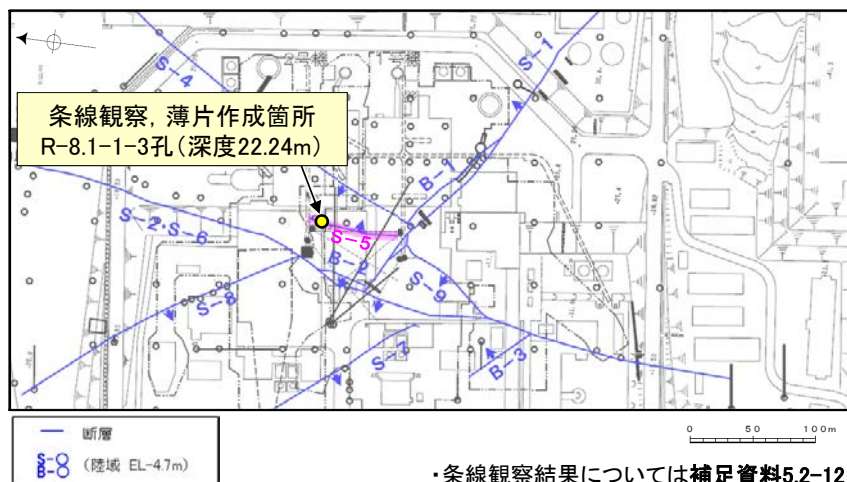 2号機
1号機
S-1
S-4
条線観察，薄片作成箇所
R-8.1-1-3孔（深度22.24m）
B-1
S-2・S-6
S-5
B-2
S-9
S-8
S-7
B-3
0 50 100m
断層
S-○
B-○
（陸域 EL-4.7m）
・条線観察結果については補足資料5.2-12